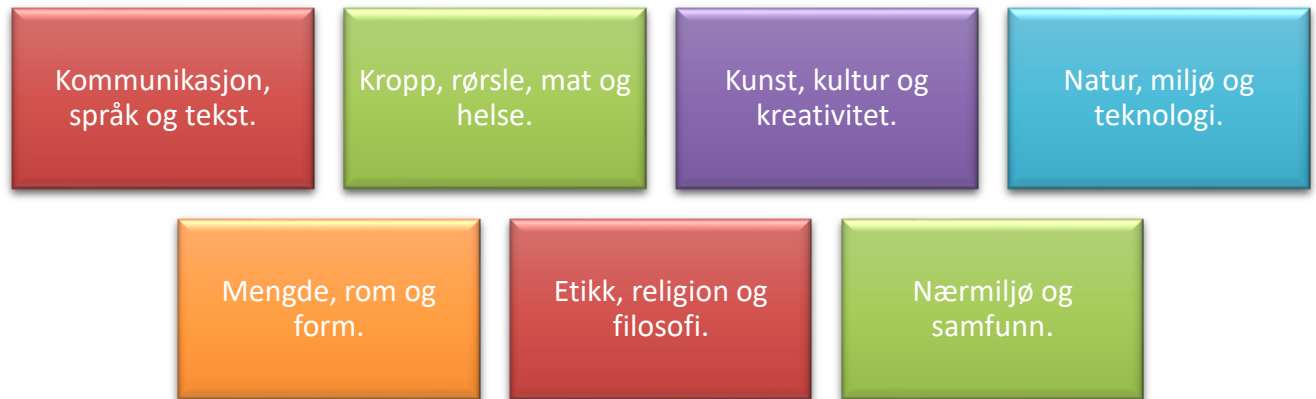 Kommunikasjon,
språk og tekst.
Kropp, rørsle, mat og
helse.
Kunst, kultur og
kreativitet.
Natur, miljø og
teknologi.
Mengde, rom og
form.
Etikk, religion og
filosofi.
Nærmiljø og
samfunn.